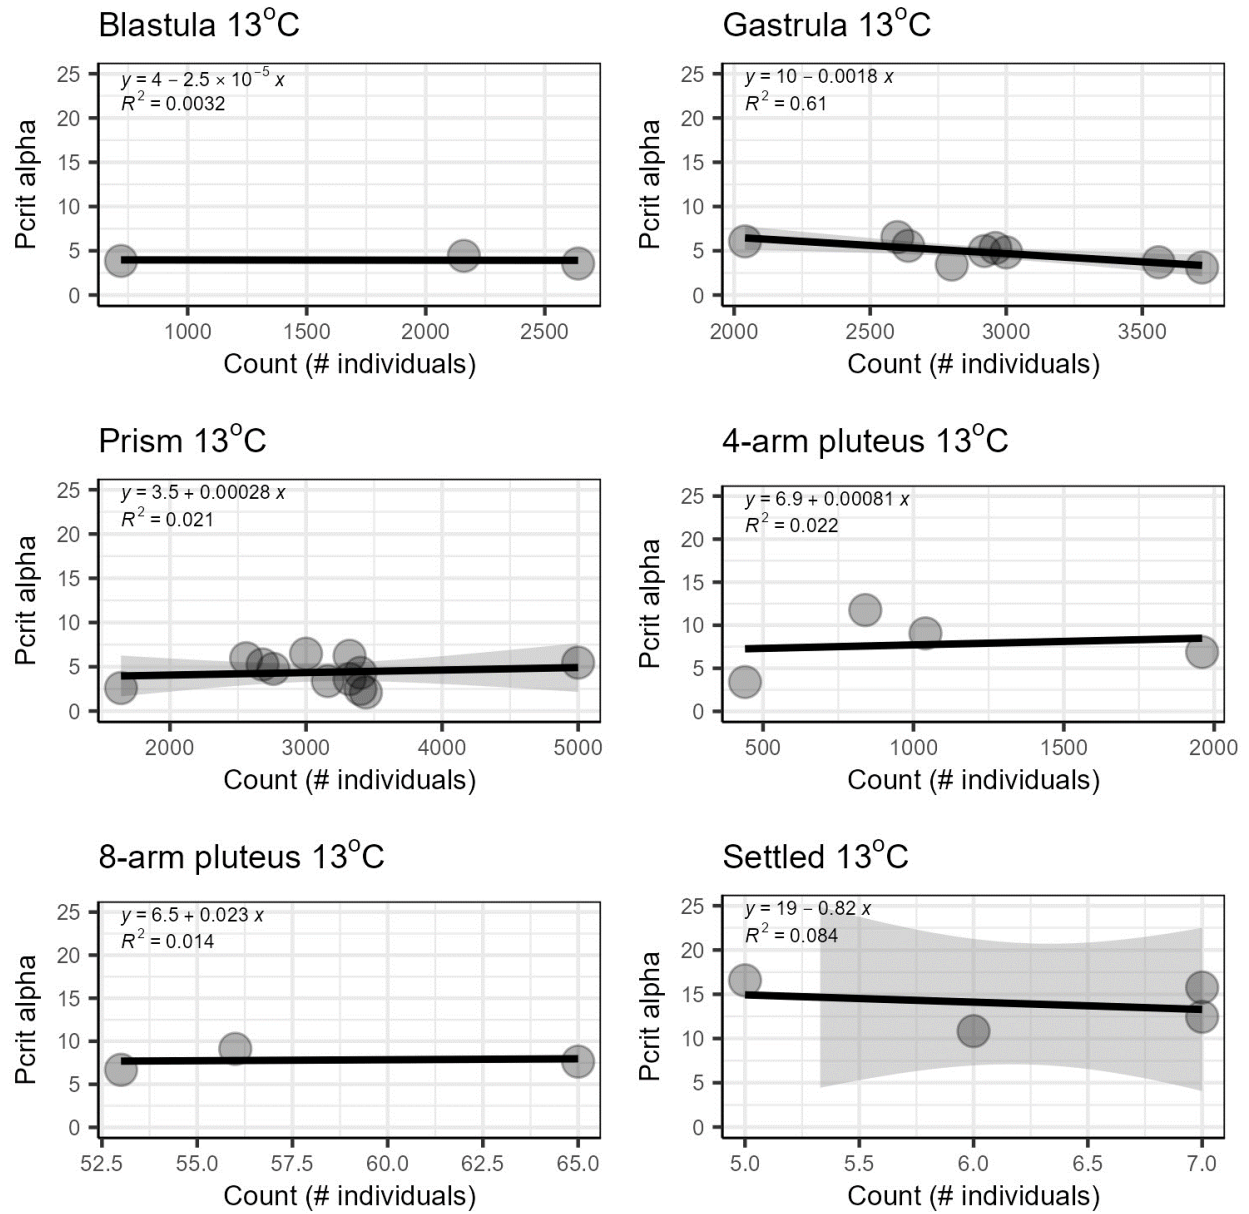 Blastula 13°C
y = 4 − 2.5 × 10⁻⁵ x
R² = 0.0032
25
20
15
10
5
0
Pcrit alpha
1000 1500 2000 2500
Count (# individuals)
Gastrula 13°C
y = 10 − 0.0018 x
R² = 0.61
25
20
15
10
5
0
Pcrit alpha
2000 2500 3000 3500
Count (# individuals)
Prism 13°C
y = 3.5 + 0.00028 x
R² = 0.021
25
20
15
10
5
0
Pcrit alpha
2000 3000 4000 5000
Count (# individuals)
4-arm pluteus 13°C
y = 6.9 + 0.00081 x
R² = 0.022
25
20
15
10
5
0
Pcrit alpha
500 1000 1500 2000
Count (# individuals)
8-arm pluteus 13°C
y = 6.5 + 0.023 x
R² = 0.014
25
20
15
10
5
0
Pcrit alpha
52.5 55.0 57.5 60.0 62.5 65.0
Count (# individuals)
Settled 13°C
y = 19 − 0.82 x
R² = 0.084
25
20
15
10
5
0
Pcrit alpha
5.0 5.5 6.0 6.5 7.0
Count (# individuals)